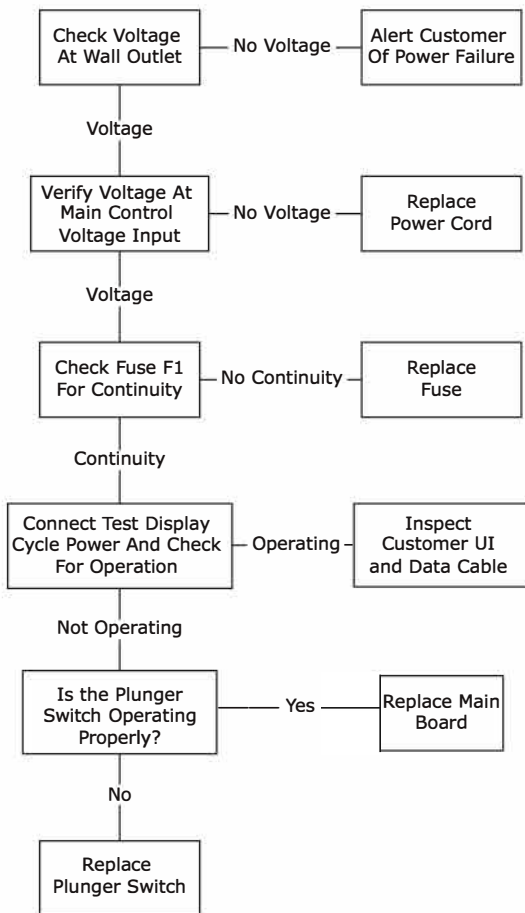 Check Voltage
At Wall Outlet
No Voltage
Alert Customer
Of Power Failure
Voltage
Verify Voltage At
Main Control
Voltage Input
No Voltage
Replace
Power Cord
Voltage
Check Fuse F1
For Continuity
No Continuity
Replace
Fuse
Continuity
Connect Test Display
Cycle Power And Check
For Operation
Operating
Inspect
Customer UI
and Data Cable
Not Operating
Is the Plunger
Switch Operating
Properly?
Yes
Replace Main
Board
No
Replace
Plunger Switch